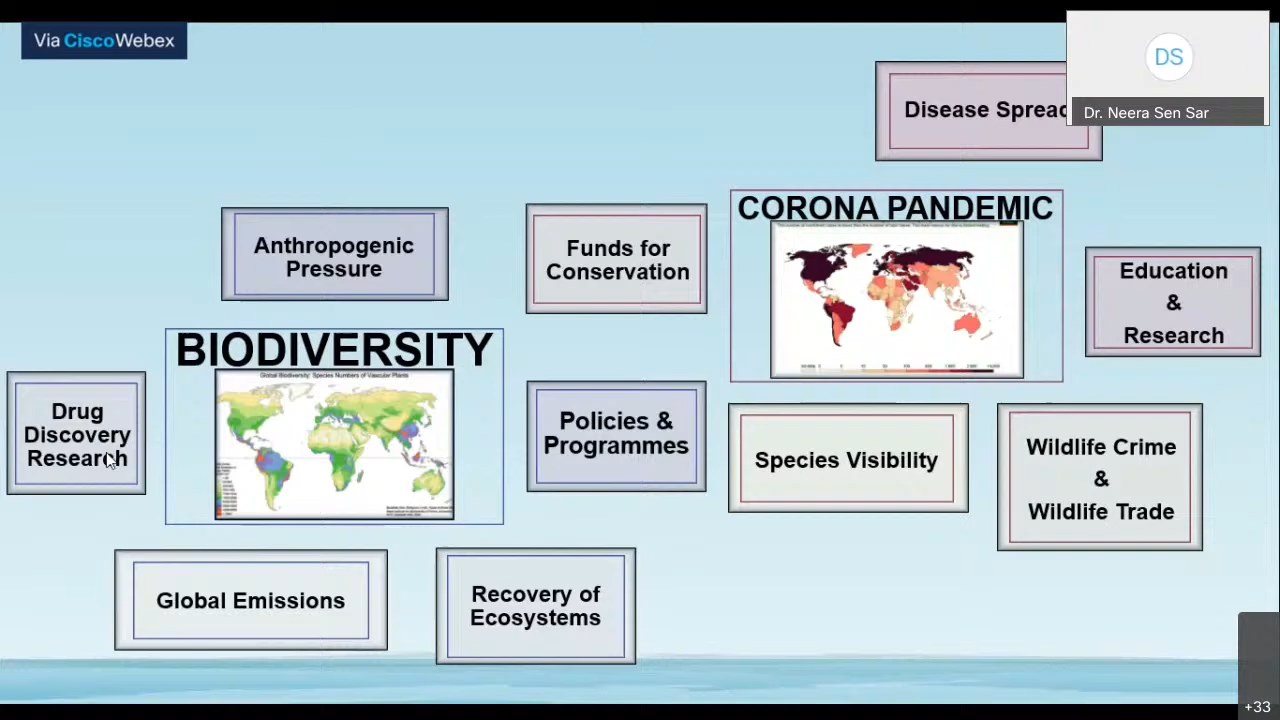 Via CiscoWebex
DS
Dr. Neera Sen Sar
Disease Spread
Anthropogenic
Pressure
Funds for
Conservation
CORONA PANDEMIC
Education
&
Research
BIODIVERSITY
Global Biodiversity: Species Numbers of Vascular Plants
Drug
Discovery
Research
Policies &
Programmes
Species Visibility
Wildlife Crime
&
Wildlife Trade
Global Emissions
Recovery of
Ecosystems
+33